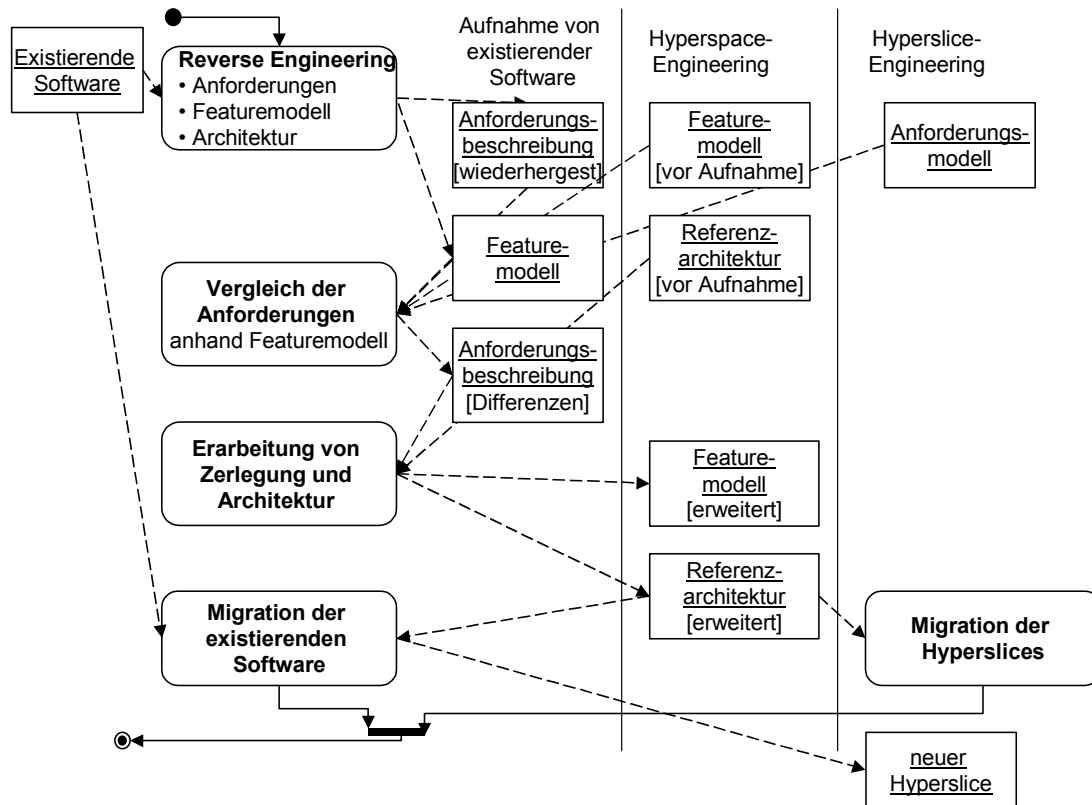 Aufnahme von
existierender
Software
Hyperspace-
Engineering
Hyperslice-
Engineering
Existierende
Software
Reverse Engineering
• Anforderungen
• Featuremodell
• Architektur
Anforderungs-
beschreibung
[wiederhergest]
Feature-
modell
[vor Aufnahme]
Anforderungs-
modell
Feature-
modell
Referenz-
architektur
[vor Aufnahme]
Vergleich der
Anforderungen
anhand Featuremodell
Anforderungs-
beschreibung
[Differenzen]
Erarbeitung von
Zerlegung und
Architektur
Feature-
modell
[erweitert]
Referenz-
architektur
[erweitert]
Migration der
existierenden
Software
Migration der
Hyperslices
neuer
Hyperslice